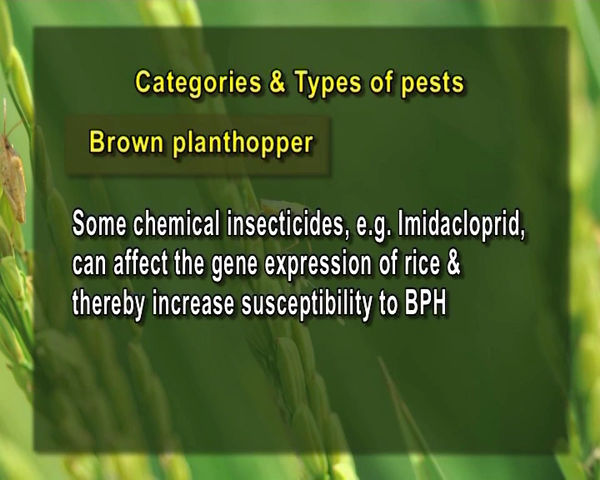 Categories & Types of pests
Brown planthopper
Some chemical insecticides, e.g. Imidacloprid,
can affect the gene expression of rice &
thereby increase susceptibility to BPH